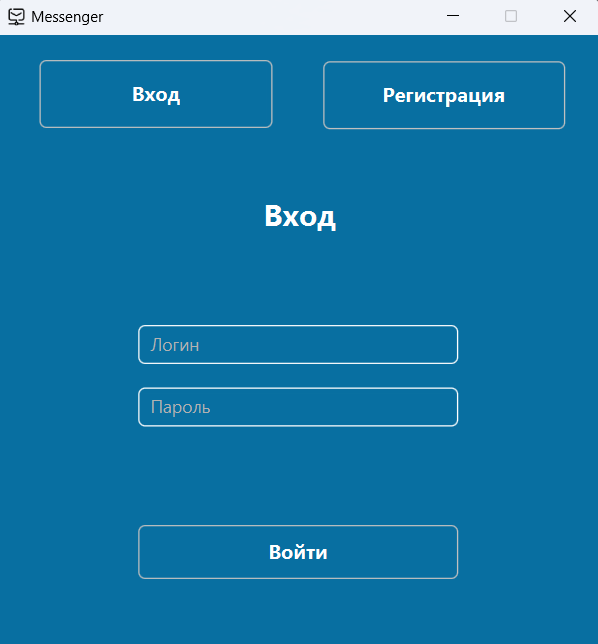 Messenger
Вход
Регистрация
Вход
Логин
Пароль
Войти